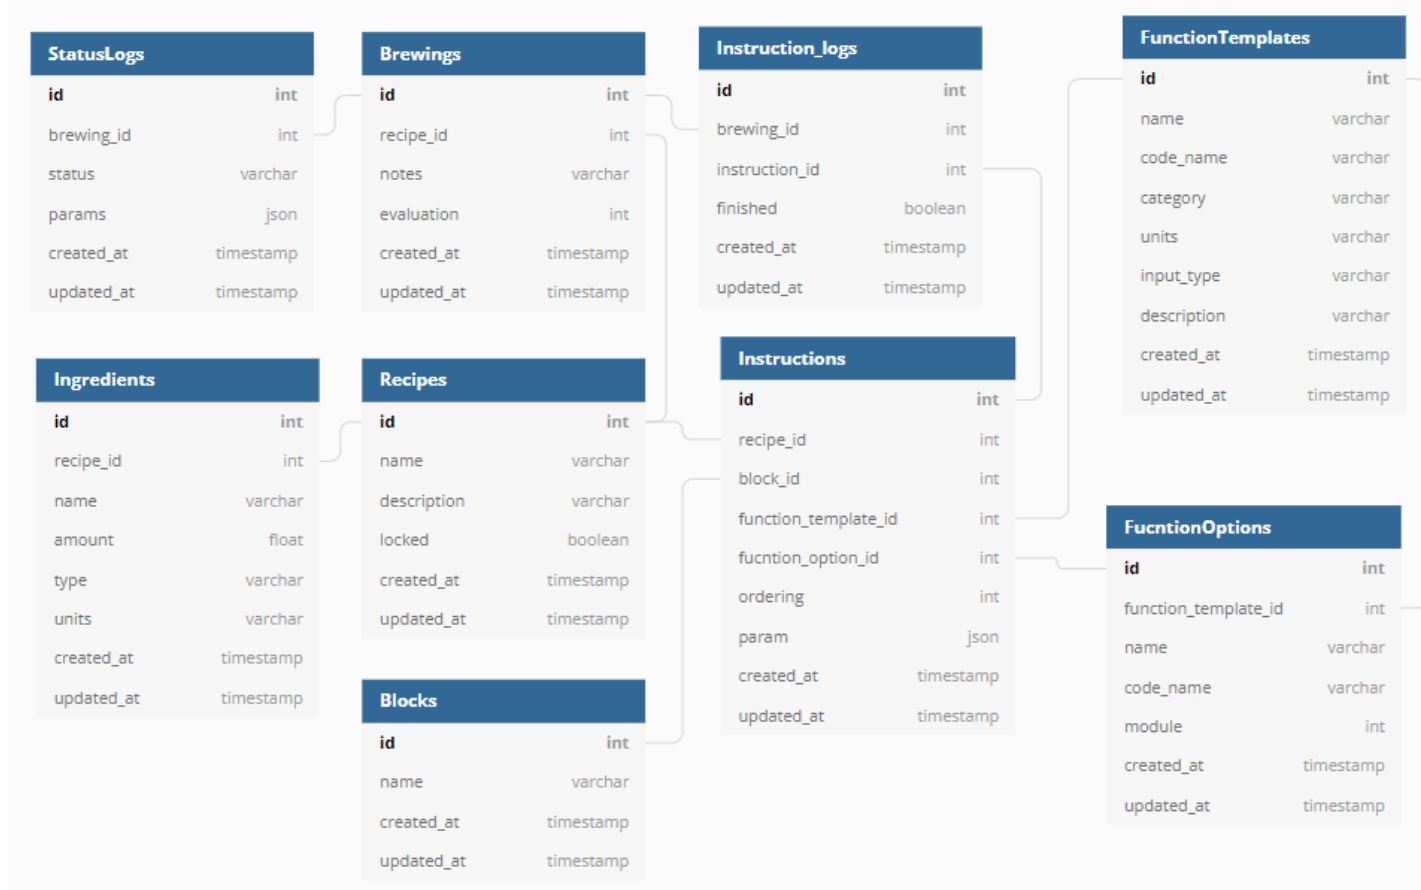 StatusLogs
id int
brewing_id int
status varchar
params json
created_at timestamp
updated_at timestamp
Brewings
id int
recipe_id int
notes varchar
evaluation int
created_at timestamp
updated_at timestamp
Instruction_logs
id int
brewing_id int
instruction_id int
finished boolean
created_at timestamp
updated_at timestamp
FunctionTemplates
id int
name varchar
code_name varchar
category varchar
units varchar
input_type varchar
description varchar
created_at timestamp
updated_at timestamp
Ingredients
id int
recipe_id int
name varchar
amount float
type varchar
units varchar
created_at timestamp
updated_at timestamp
Recipes
id int
name varchar
description varchar
locked boolean
created_at timestamp
updated_at timestamp
Instructions
id int
recipe_id int
block_id int
function_template_id int
fucntion_option_id int
ordering int
param json
created_at timestamp
updated_at timestamp
FucntionOptions
id int
function_template_id int
name varchar
code_name varchar
module int
created_at timestamp
updated_at timestamp
Blocks
id int
name varchar
created_at timestamp
updated_at timestamp